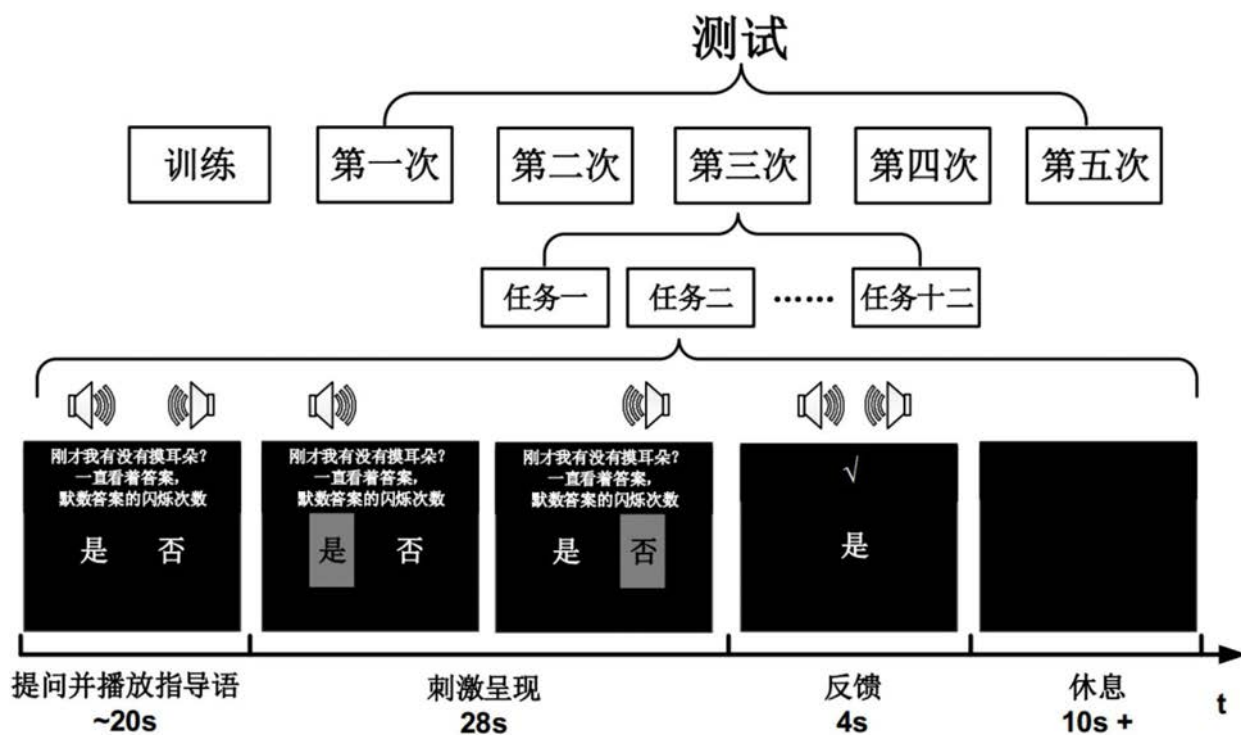 测试
训练
第一次
第二次
第三次
第四次
第五次
任务一
任务二
……
任务十二
刚才我有没有摸耳朵?
一直看着答案,
默数答案的闪烁次数
是 否
刚才我有没有摸耳朵?
一直看着答案,
默数答案的闪烁次数
是 否
刚才我有没有摸耳朵?
一直看着答案,
默数答案的闪烁次数
是 否
√
是
提问并播放指导语
~20s
刺激呈现
28s
反馈
4s
休息
10s +
t